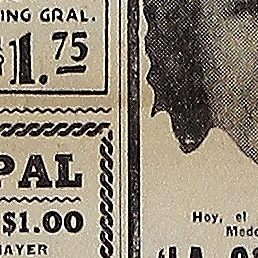 ING GRAL.
$1.75
PAL
$1.00
MAYER
Hoy, el